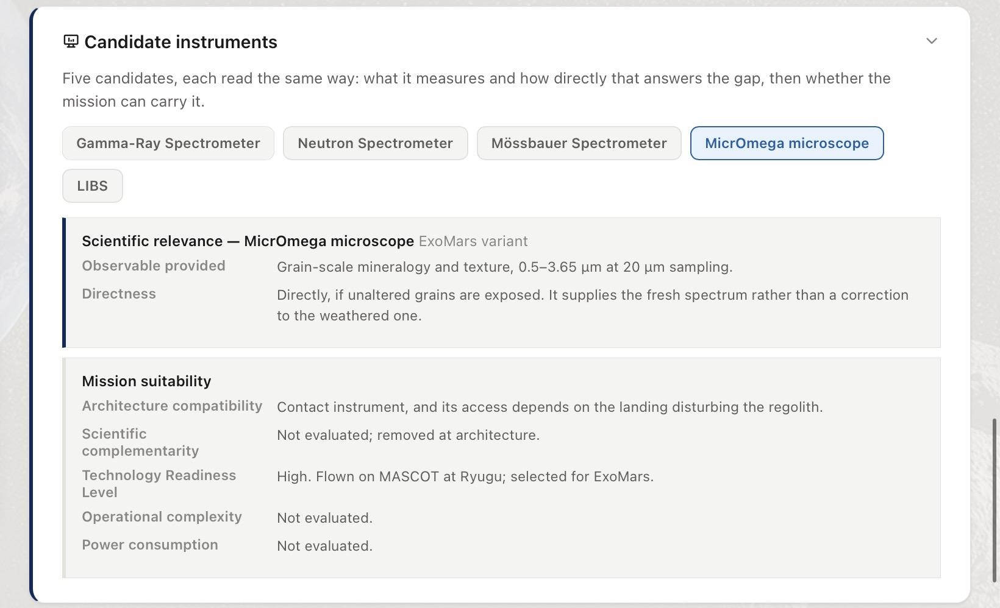 Candidate instruments
Five candidates, each read the same way: what it measures and how directly that answers the gap, then whether the
mission can carry it.
Gamma-Ray Spectrometer
Neutron Spectrometer
Mössbauer Spectrometer
MicrOmega microscope
LIBS
Scientific relevance — MicrOmega microscope ExoMars variant
Observable provided
Grain-scale mineralogy and texture, 0.5–3.65 µm at 20 µm sampling.
Directness
Directly, if unaltered grains are exposed. It supplies the fresh spectrum rather than a correction
to the weathered one.
Mission suitability
Architecture compatibility
Contact instrument, and its access depends on the landing disturbing the regolith.
Scientific
complementarity
Not evaluated; removed at architecture.
Technology Readiness
Level
High. Flown on MASCOT at Ryugu; selected for ExoMars.
Operational complexity
Not evaluated.
Power consumption
Not evaluated.